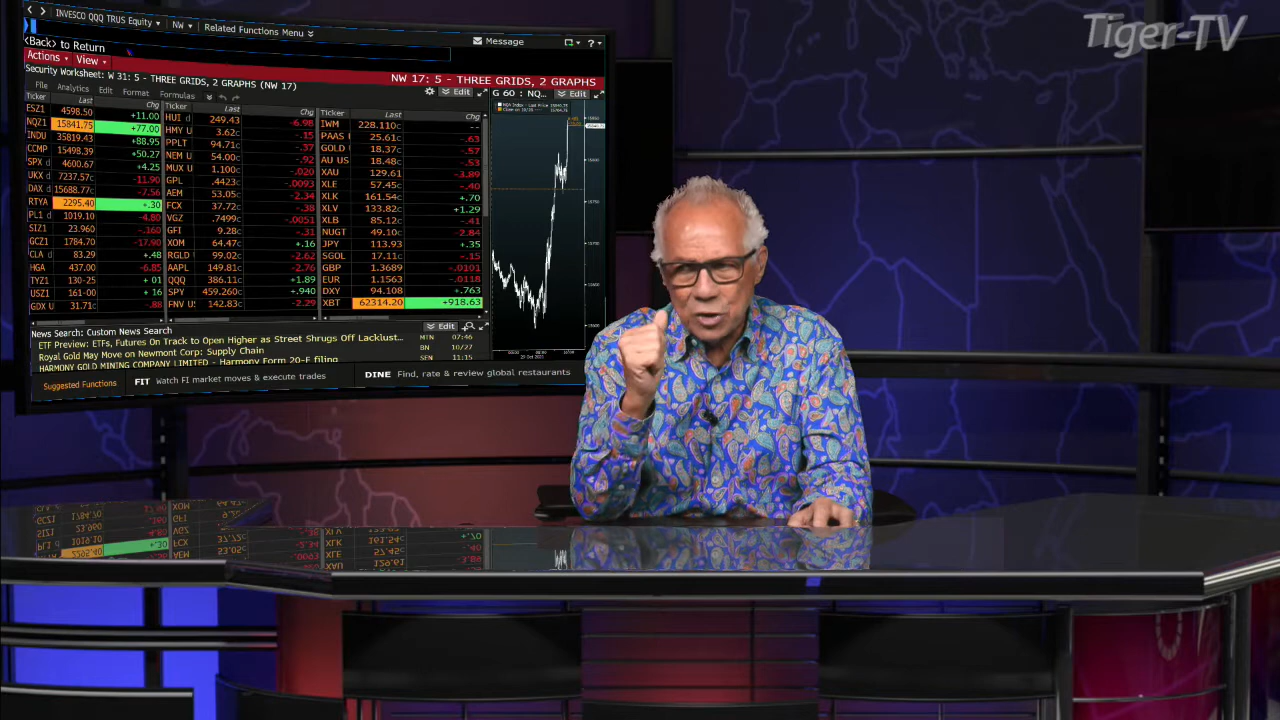 Tiger-TV
INVESCO QQQ TRUS Equity NW Related Functions Menu
<Back> to Return
Message
Actions View
NW 17: 5 - THREE GRIDS, 2 GRAPHS
Security Worksheet: W 31: 5 - THREE GRIDS, 2 GRAPHS (NW 17)
File Analytics Edit Format Formulas
Edit
G 60 : NQ... Edit
Ticker Last Chg Ticker Last Chg Ticker Last Chg
ESZ1 4598.50 +11.00 HUI d 249.43 -6.98 IWM 228.110c --
NQZ1 15841.75 +77.00 HMY U 3.62c -.15 PAAS 25.61c -.63
INDU 35819.43 +88.95 PPLT 94.71c -.37 GOLD 18.37c -.57
CCMP 15498.39 +50.27 NEM U 54.00c -.92 AU US 18.48c -.53
SPX d 4600.67 +4.25 MUX U 1.100c -.020 XAU 129.61 -3.89
UKX d 7237.57c -11.90 GPL .4423c -.0093 XLE 57.45c -.40
DAX d 15688.77c -7.56 AEM 53.05c -2.34 XLK 161.54c +.70
RTYA 2295.40 +.30 FCX 37.72c -.38 XLV 133.82c +1.29
PL1 d 1019.10 -4.80 VGZ .7499c -.0051 XLB 85.12c -.41
SIZ1 23.960 -.160 GFI 9.28c -.31 NUGT 49.10c -2.84
GCZ1 1784.70 -17.90 XOM 64.47c +.16 JPY 113.93 +.35
CLA d 83.29 +.48 RGLD 99.02c -2.62 SGOL 17.11c -.15
HGA 437.00 -6.85 AAPL 149.81c -2.76 GBP 1.3689 -.0101
TYZ1 130-25 + 01 QQQ 386.11c +1.89 EUR 1.1563 -.0118
USZ1 161-00 + 16 SPY 459.260c +.940 DXY 94.108 +.763
GDX U 31.71c -.88 FNV US 142.83c -2.29 XBT 62314.20 +918.63
News Search: Custom News Search Edit
ETF Preview: ETFs, Futures On Track to Open Higher as Street Shrugs Off Lacklust... MTN 07:46
Royal Gold May Move on Newmont Corp: Supply Chain BN 10/27
HARMONY GOLD MINING COMPANY LIMITED - Harmony Form 20-F filing SEN 11:15
Suggested Functions FIT Watch FI market moves & execute trades DINE Find, rate & review global restaurants